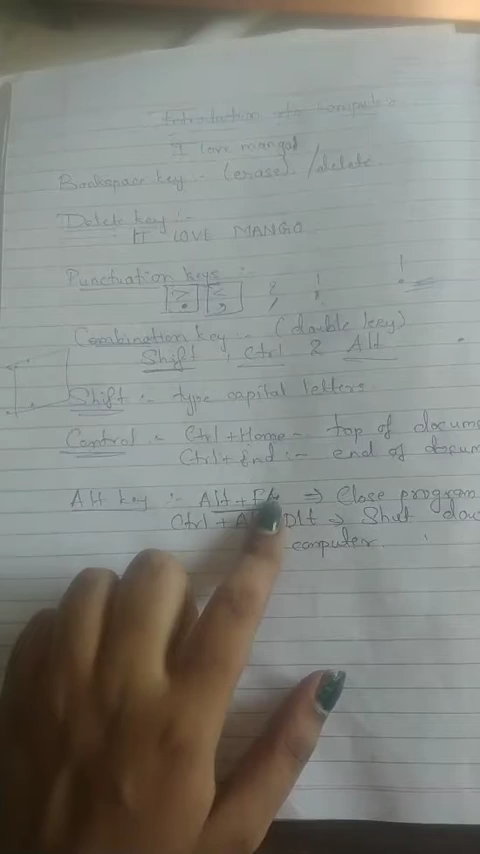 Introduction to Computer
I love mango
Backspace key :- (erase) / delete
Delete key :-
I LOVE MANGO
Punctuation keys :-
> . < , ; !
Combination key :- (double key)
Shift , Ctrl & Alt
Shift :- type capital letters
Control :- Ctrl+Home - top of docum
Ctrl+End :- end of docum
Alt key :- Alt + F4 => Close program
Ctrl + Dlt => Shut dow
computer.